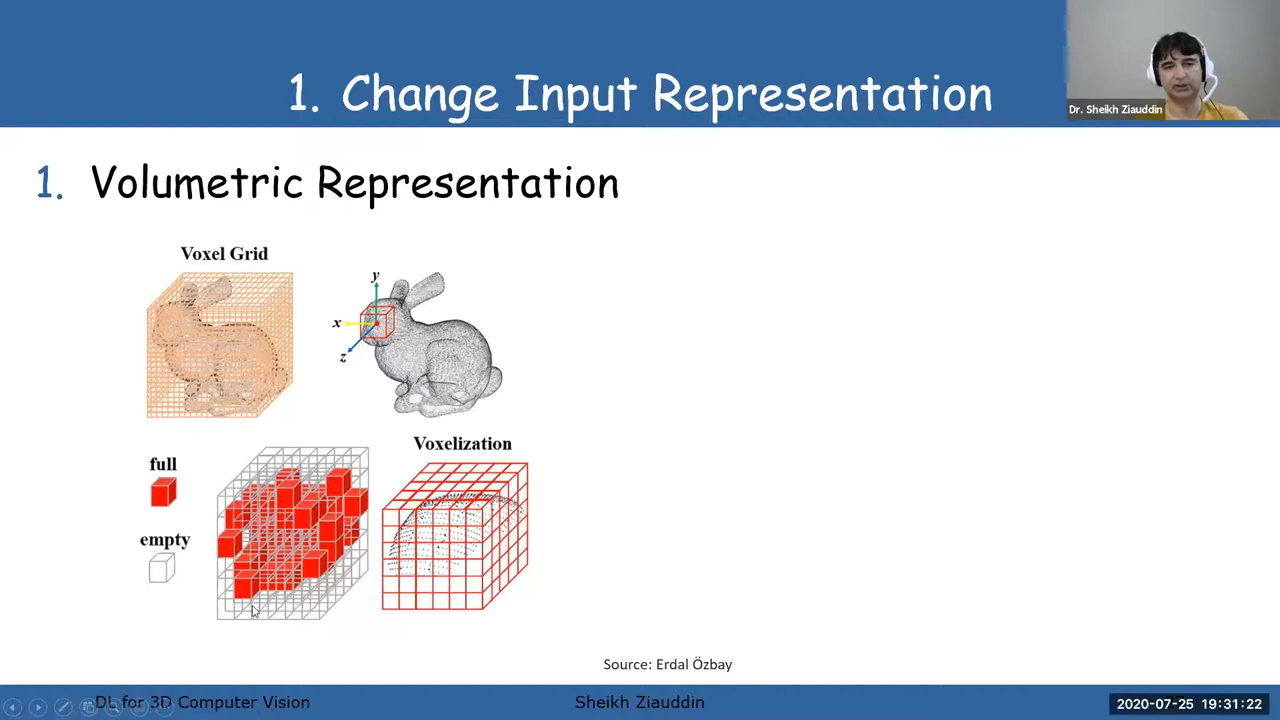 1. Change Input Representation
Dr. Sheikh Ziauddin
1. Volumetric Representation
Voxel Grid
y
x
z
Voxelization
full
empty
Source: Erdal Özbay
DL for 3D Computer Vision
Sheikh Ziauddin
2020-07-25 19:31:22